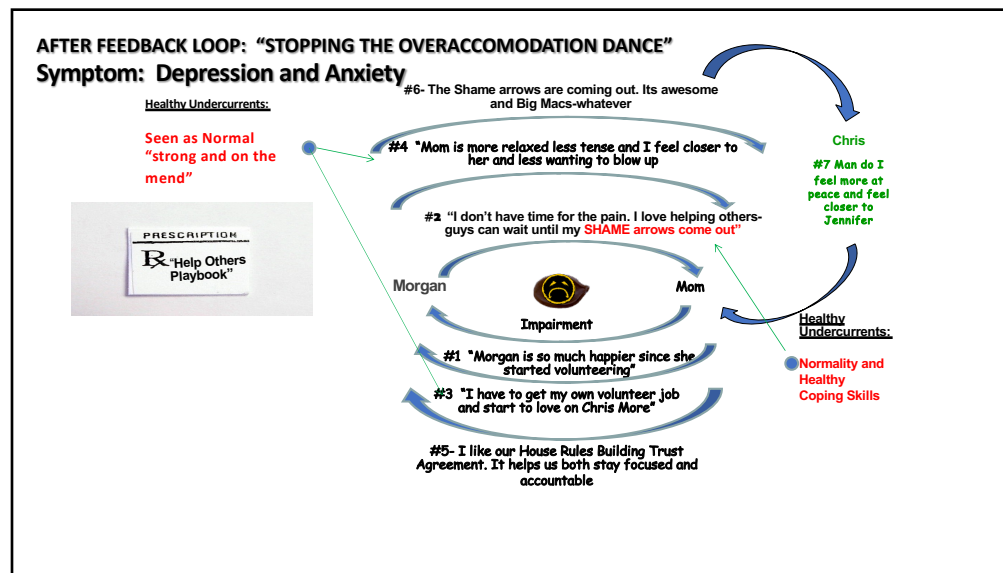 AFTER FEEDBACK LOOP: “STOPPING THE OVERACCOMODATION DANCE”
Symptom: Depression and Anxiety
#6- The Shame arrows are coming out. Its awesome
and Big Macs-whatever
Healthy Undercurrents:
Seen as Normal
“strong and on the
mend”
#4 “Mom is more relaxed less tense and I feel closer to
her and less wanting to blow up
Chris
#7 Man do I
feel more at
peace and feel
closer to
Jennifer
#2 “I don’t have time for the pain. I love helping others-
guys can wait until my SHAME arrows come out”
PRESCRIPTION
Rx “Help Others
Playbook”
Morgan
Mom
Impairment
Healthy
Undercurrents:
Normality and
Healthy
Coping Skills
#1 “Morgan is so much happier since she
started volunteering”
#3 “I have to get my own volunteer job
and start to love on Chris More”
#5- I like our House Rules Building Trust
Agreement. It helps us both stay focused and
accountable